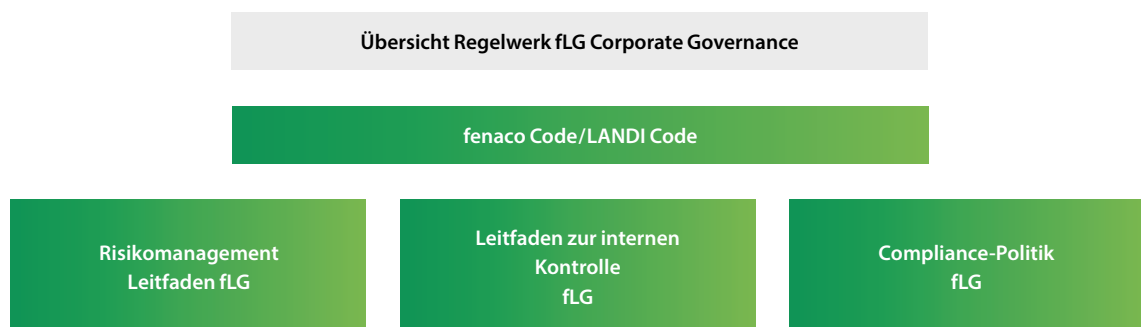 Übersicht Regelwerk fLG Corporate Governance
fenaco Code/LANDI Code
Risikomanagement
Leitfaden fLG
Leitfaden zur internen
Kontrolle
fLG
Compliance-Politik
fLG